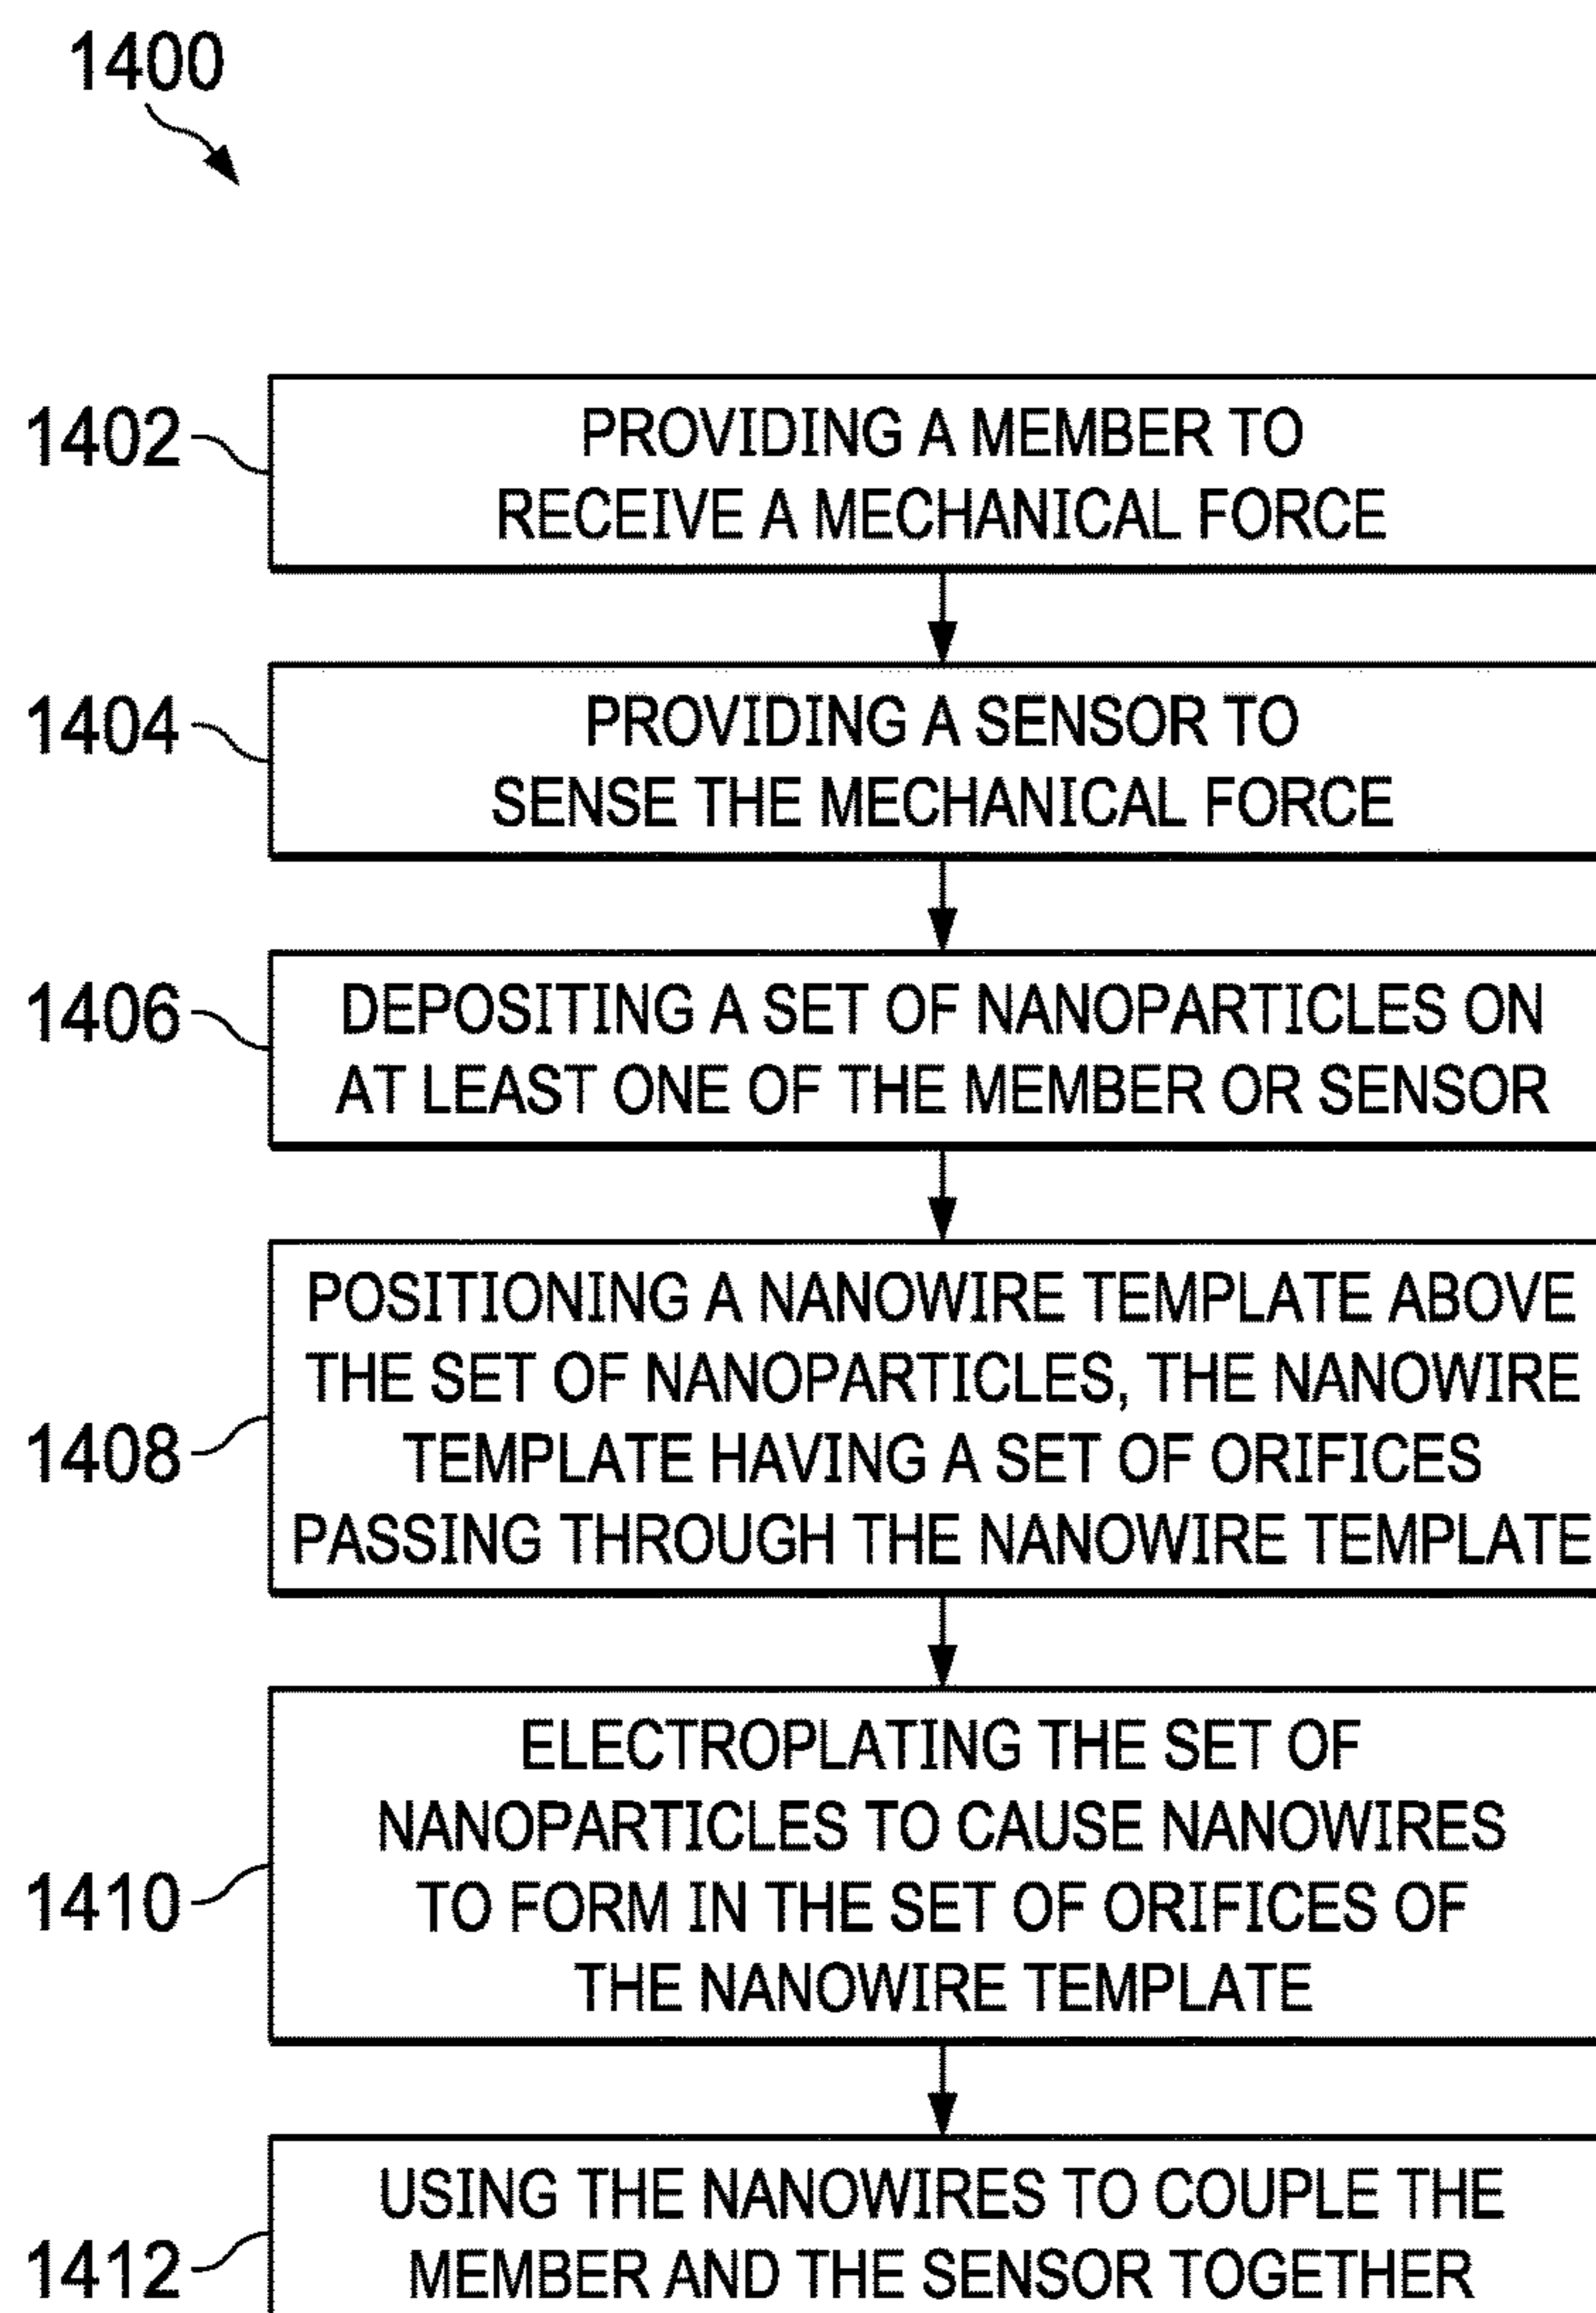 1400
1402
PROVIDING A MEMBER TO
RECEIVE A MECHANICAL FORCE
1404
PROVIDING A SENSOR TO
SENSE THE MECHANICAL FORCE
1406
DEPOSITING A SET OF NANOPARTICLES ON
AT LEAST ONE OF THE MEMBER OR SENSOR
1408
POSITIONING A NANOWIRE TEMPLATE ABOVE
THE SET OF NANOPARTICLES, THE NANOWIRE
TEMPLATE HAVING A SET OF ORIFICES
PASSING THROUGH THE NANOWIRE TEMPLATE
1410
ELECTROPLATING THE SET OF
NANOPARTICLES TO CAUSE NANOWIRES
TO FORM IN THE SET OF ORIFICES OF
THE NANOWIRE TEMPLATE
1412
USING THE NANOWIRES TO COUPLE THE
MEMBER AND THE SENSOR TOGETHER